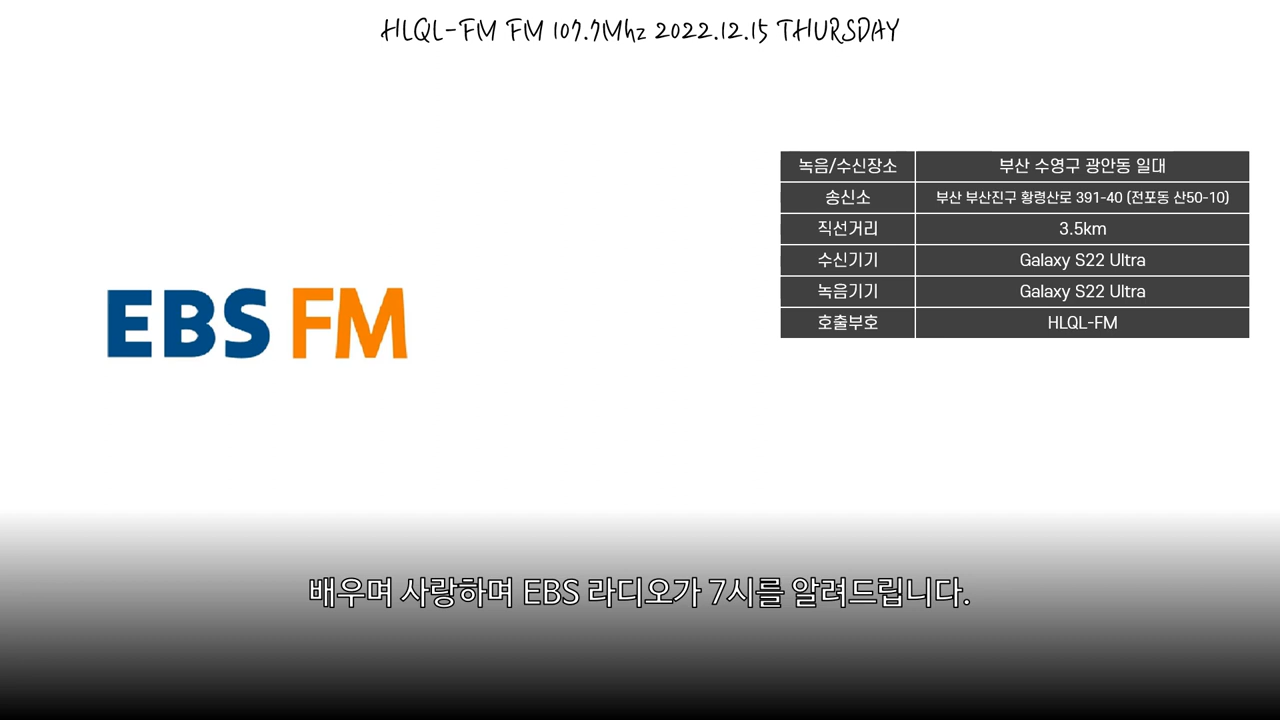 HLQL-FM FM 107.7Mhz 2022.12.15 THURSDAY
녹음/수신장소 부산 수영구 광안동 일대
송신소 부산 부산진구 황령산로 391-40 (전포동 산50-10)
직선거리 3.5km
수신기기 Galaxy S22 Ultra
녹음기기 Galaxy S22 Ultra
호출부호 HLQL-FM
EBS FM
배우며 사랑하며 EBS 라디오가 7시를 알려드립니다.